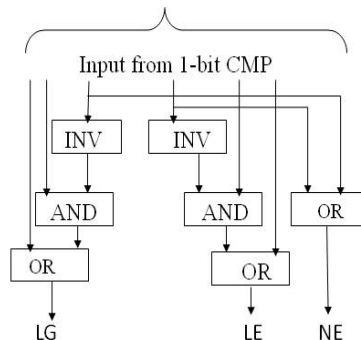 Input from 1-bit CMP
INV
INV
AND
AND
OR
OR
OR
LG
LE
NE